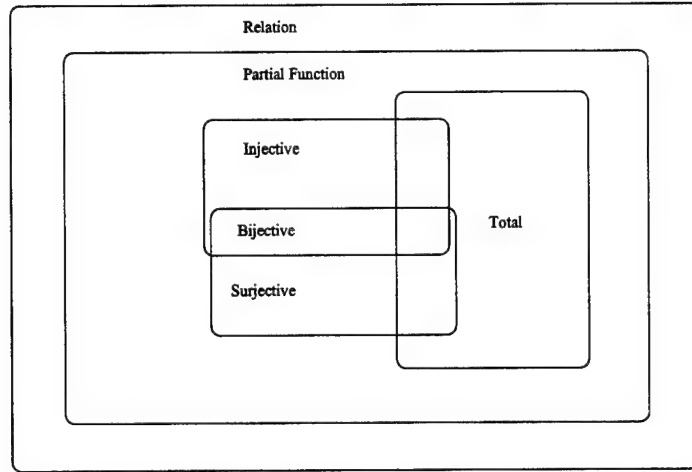 Relation
Partial Function
Injective
Total
Bijective
Surjective